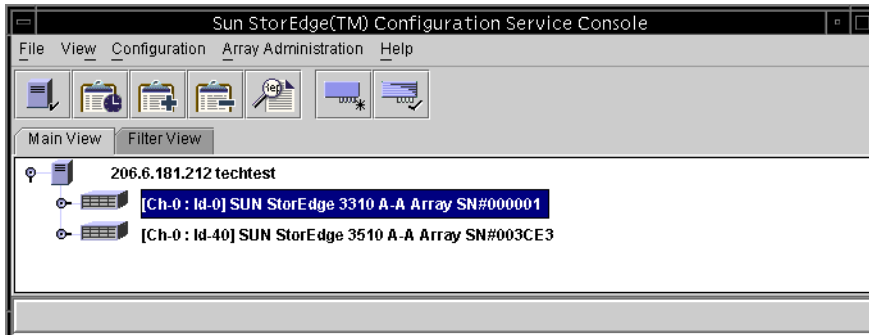 Sun StorEdge(TM) Configuration Service Console
File View Configuration Array Administration Help
Rep
Main View Filter View
206.6.181.212 techtest
[Ch-0 : Id-0] SUN StorEdge 3310 A-A Array SN#000001
[Ch-0 : Id-40] SUN StorEdge 3510 A-A Array SN#003CE3